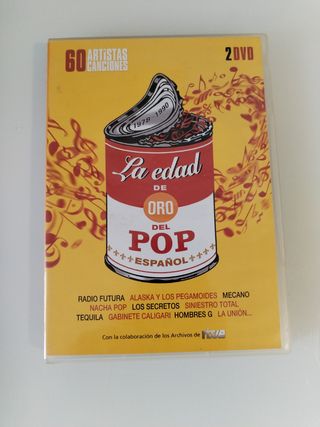 60 ARTISTAS
CANCIONES
2 DVD
1978 - 1990
La edad
DE
ORO
DEL
POP
ESPAÑOL
RADIO FUTURA ALASKA Y LOS PEGAMOIDES MECANO
NACHA POP LOS SECRETOS SINIESTRO TOTAL
TEQUILA GABINETE CALIGARI HOMBRES G LA UNIÓN...
Con la colaboración de los Archivos de